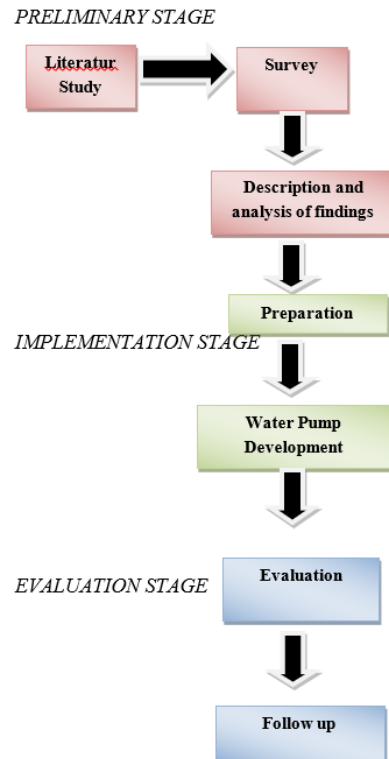 PRELIMINARY STAGE
Literatur
Study
Survey
Description and
analysis of findings
Preparation
IMPLEMENTATION STAGE
Water Pump
Development
EVALUATION STAGE
Evaluation
Follow up